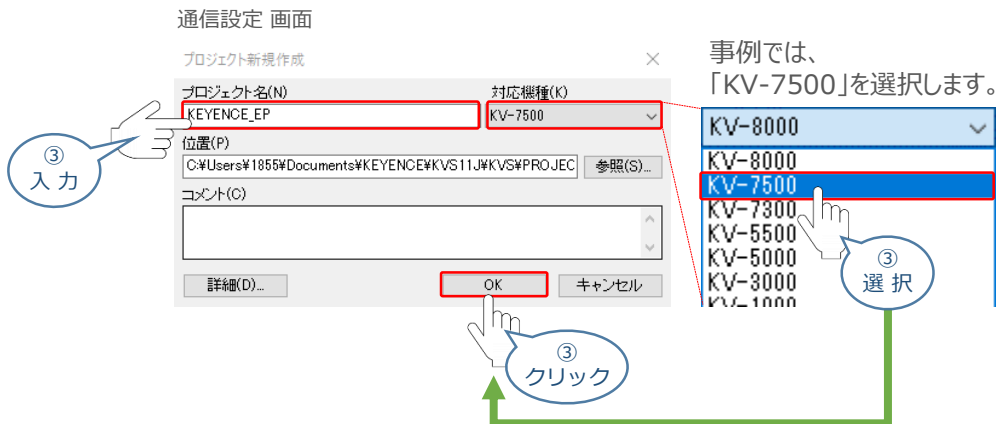 通信設定 画面
プロジェクト新規作成
プロジェクト名(N)
対応機種(K)
KEYENCE_EP
KV-7500
位置(P)
C:¥Users¥1855¥Documents¥KEYENCE¥KVS11J¥KVS¥PROJEC
参照(S)...
コメント(C)
詳細(D)...
OK
キャンセル
③
入 力
③
クリック
事例では、
「KV-7500」を選択します。
KV-8000
KV-8000
KV-7500
KV-7300
KV-5500
KV-5000
KV-3000
KV-1000
③
選 択